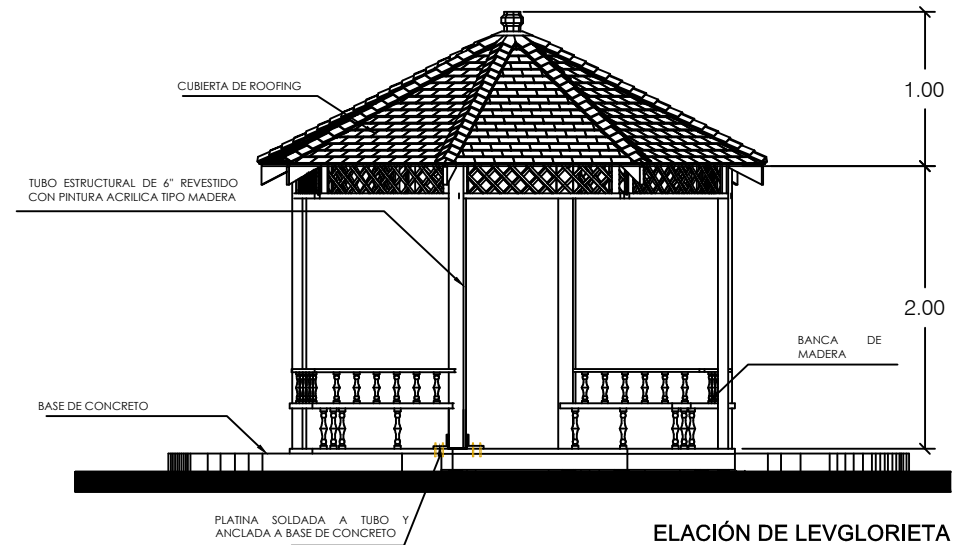 1.00
CUBIERTA DE ROOFING
TUBO ESTRUCTURAL DE 6" REVESTIDO
CON PINTURA ACRILICA TIPO MADERA
2.00
BANCA DE
MADERA
BASE DE CONCRETO
PLATINA SOLDADA A TUBO Y
ANCLADA A BASE DE CONCRETO
ELACIÓN DE LEVGLORIETA